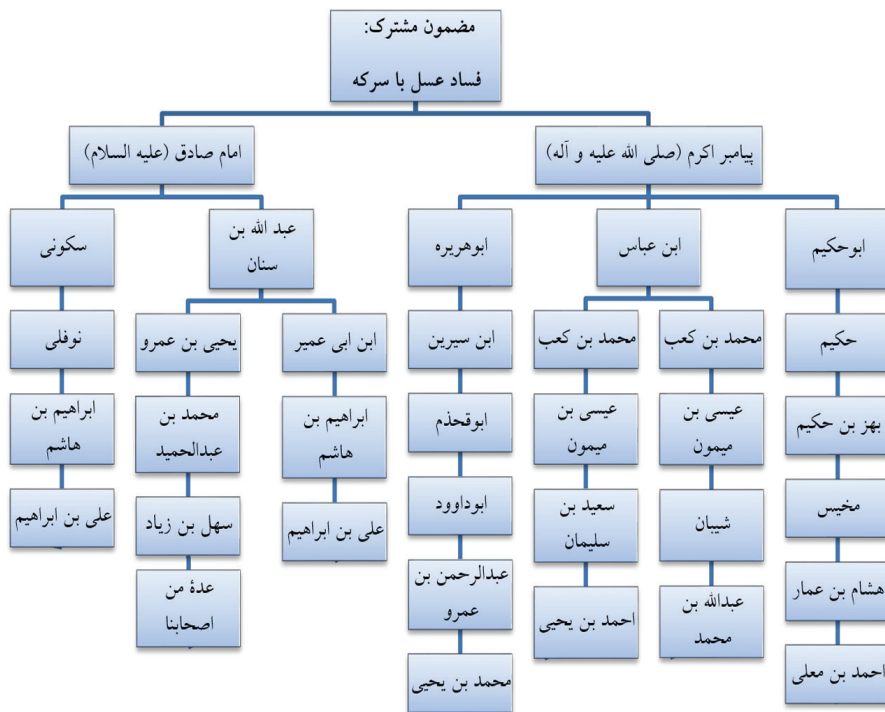 مضمون مشترک:
فساد عسل با سرکه
پیامبر اکرم (صلی الله علیه و آله)
امام صادق (علیه السلام)
ابوحکیم
ابن عباس
ابوهریره
عبد الله بن
سنان
سکونی
حکیم
محمد بن کعب
محمد بن کعب
ابن سیرین
ابن ابی عمیر
یحیی بن عمرو
نوفلی
بهز بن حکیم
عیسی بن
میمون
عیسی بن
میمون
ابوقحذم
ابراهیم بن
هاشم
محمد بن
عبدالحمید
ابراهیم بن
هاشم
مخیس
شیبان
سعید بن
سلیمان
ابوداوود
علی بن ابراهیم
سهل بن زیاد
علی بن ابراهیم
هشام بن عمار
عبدالله بن
محمد
احمد بن یحیی
عبدالرحمن بن
عمرو
عدة من
اصحابنا
احمد بن معلی
محمد بن یحیی